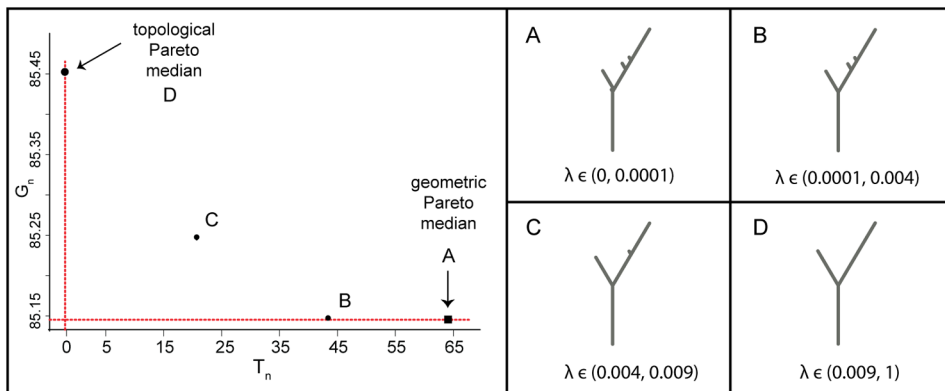 topological
Pareto
median
D
C
geometric
Pareto
median
A
B
85.45
85.35
85.25
85.15
Gₙ
0 5 15 25 35 45 55 65
Tₙ
A
λ ϵ (0, 0.0001)
B
λ ϵ (0.0001, 0.004)
C
λ ϵ (0.004, 0.009)
D
λ ϵ (0.009, 1)